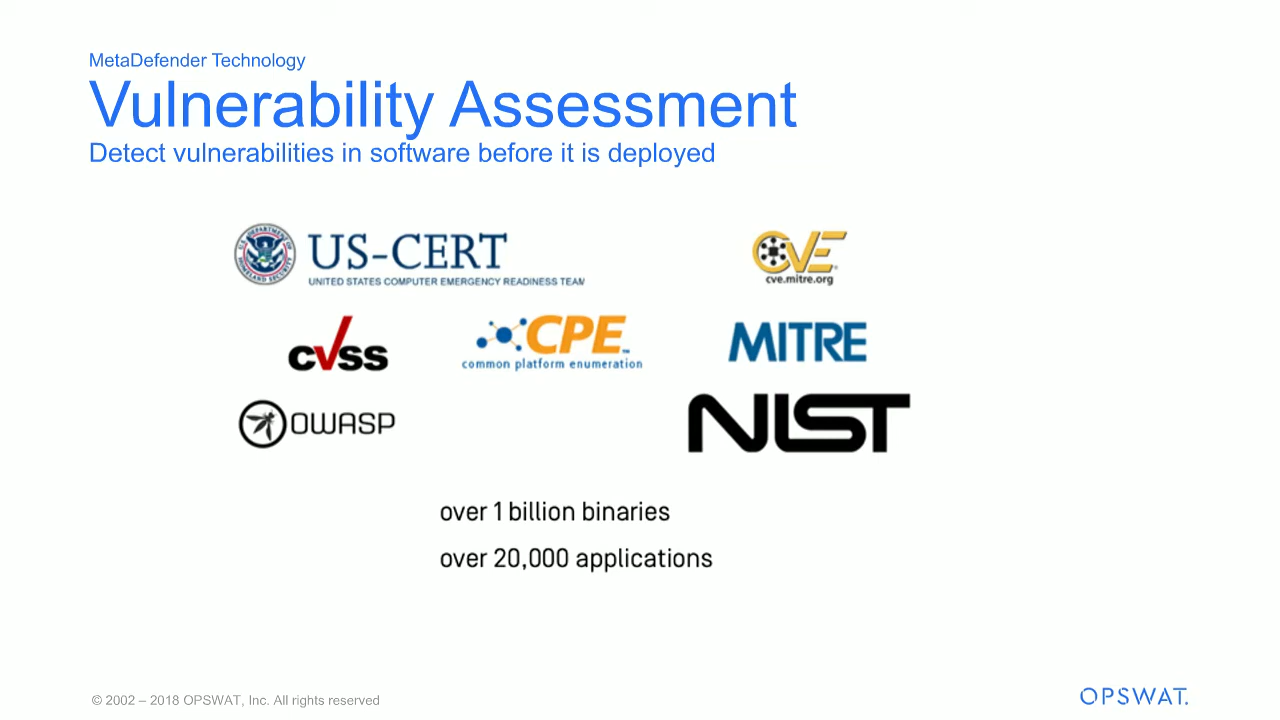 MetaDefender Technology
Vulnerability Assessment
Detect vulnerabilities in software before it is deployed
US-CERT
UNITED STATES COMPUTER EMERGENCY READINESS TEAM
CVE
cve.mitre.org
cvss
CPE™
common platform enumeration
MITRE
OWASP
NIST
over 1 billion binaries
over 20,000 applications
© 2002 – 2018 OPSWAT, Inc. All rights reserved
OPSWAT.